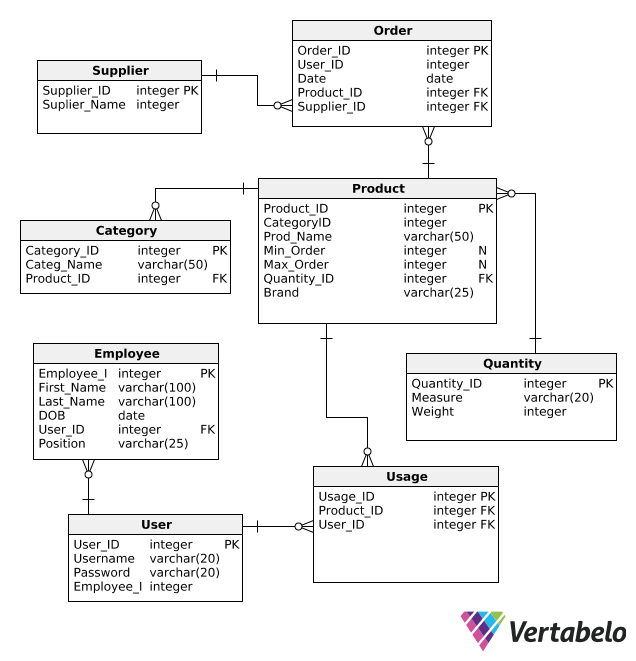 Order
Order_ID integer PK
User_ID integer
Date date
Product_ID integer FK
Supplier_ID integer FK
Supplier
Supplier_ID integer PK
Suplier_Name integer
Product
Product_ID integer PK
CategoryID integer
Prod_Name varchar(50)
Min_Order integer N
Max_Order integer N
Quantity_ID integer FK
Brand varchar(25)
Category
Category_ID integer PK
Categ_Name varchar(50)
Product_ID integer FK
Employee
Employee_I integer PK
First_Name varchar(100)
Last_Name varchar(100)
DOB date
User_ID integer FK
Position varchar(25)
Quantity
Quantity_ID integer PK
Measure varchar(20)
Weight integer
Usage
Usage_ID integer PK
Product_ID integer FK
User_ID integer FK
User
User_ID integer PK
Username varchar(20)
Password varchar(20)
Employee_I integer
Vertabelo